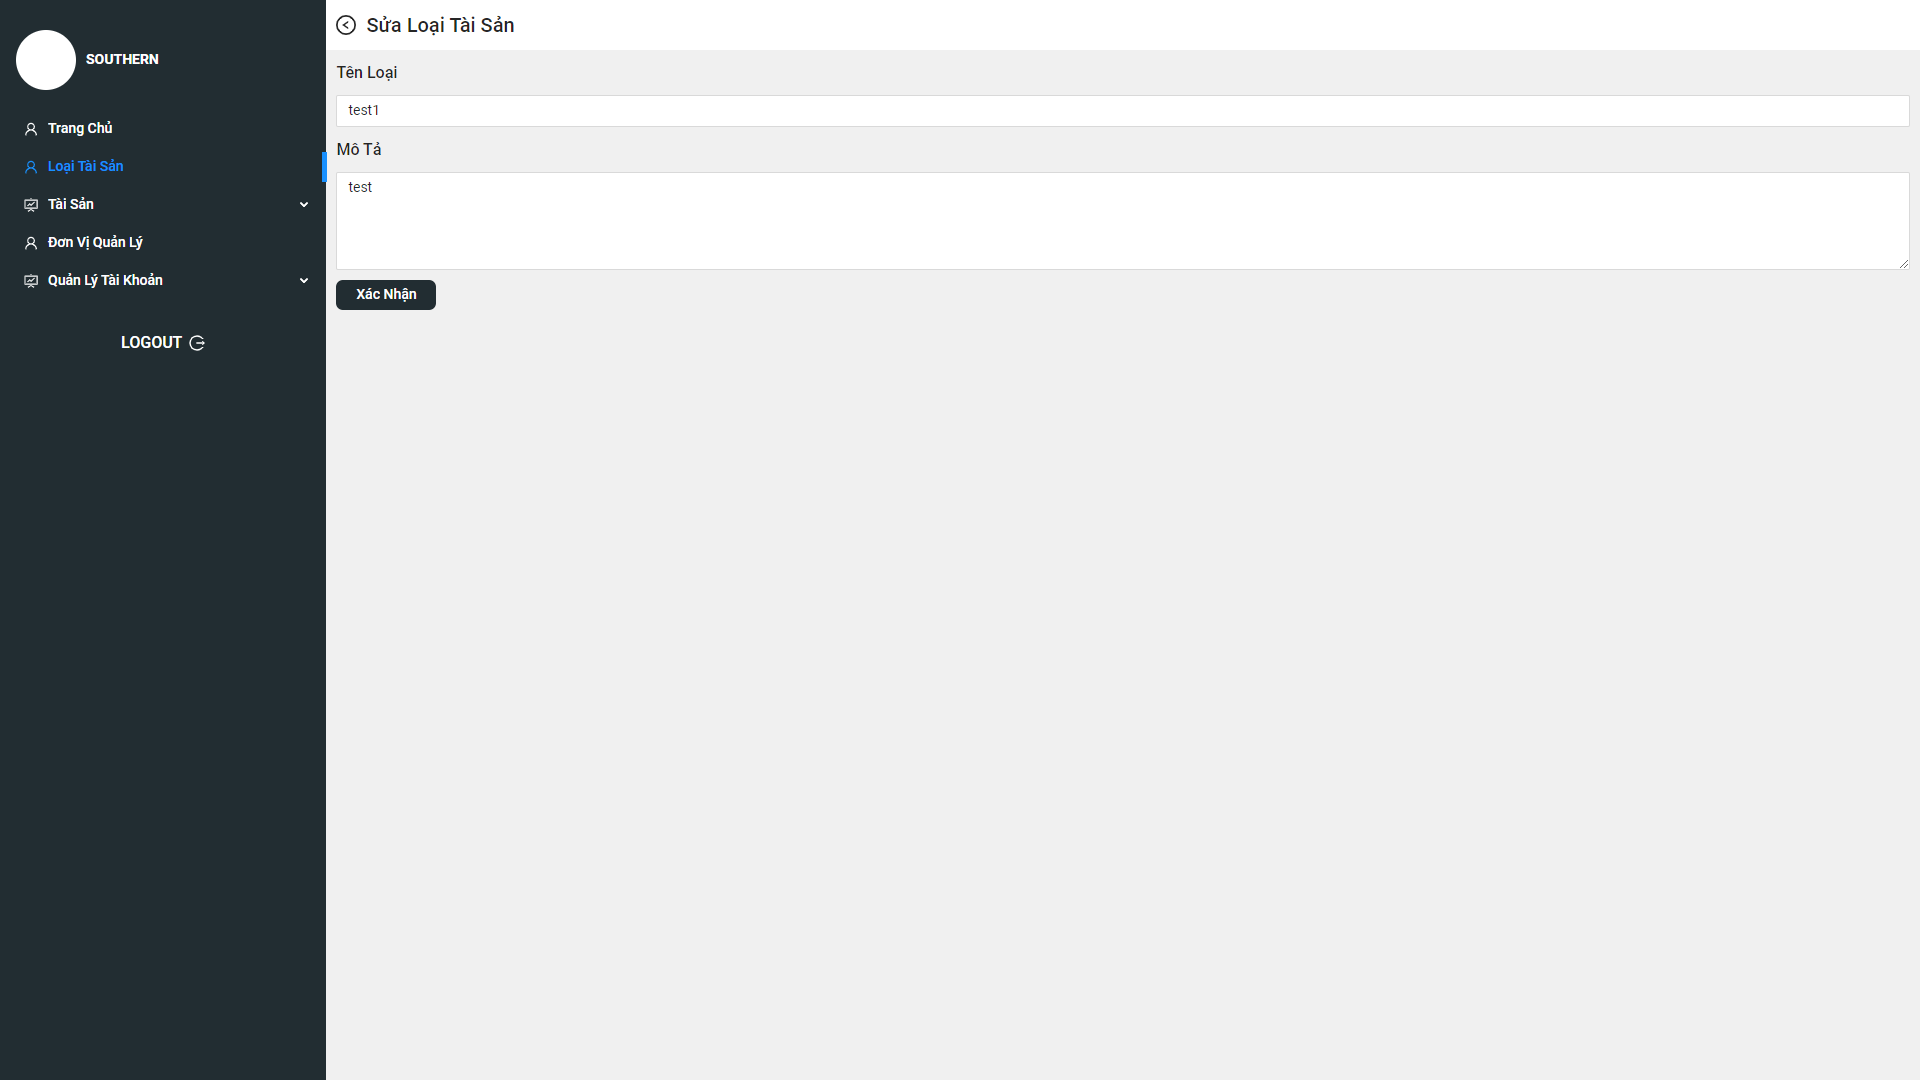 SOUTHERN
Trang Chủ
Loại Tài Sản
Tài Sản
Đơn Vị Quản Lý
Quản Lý Tài Khoản
LOGOUT
Sửa Loại Tài Sản
Tên Loại
test1
Mô Tả
test
Xác Nhận